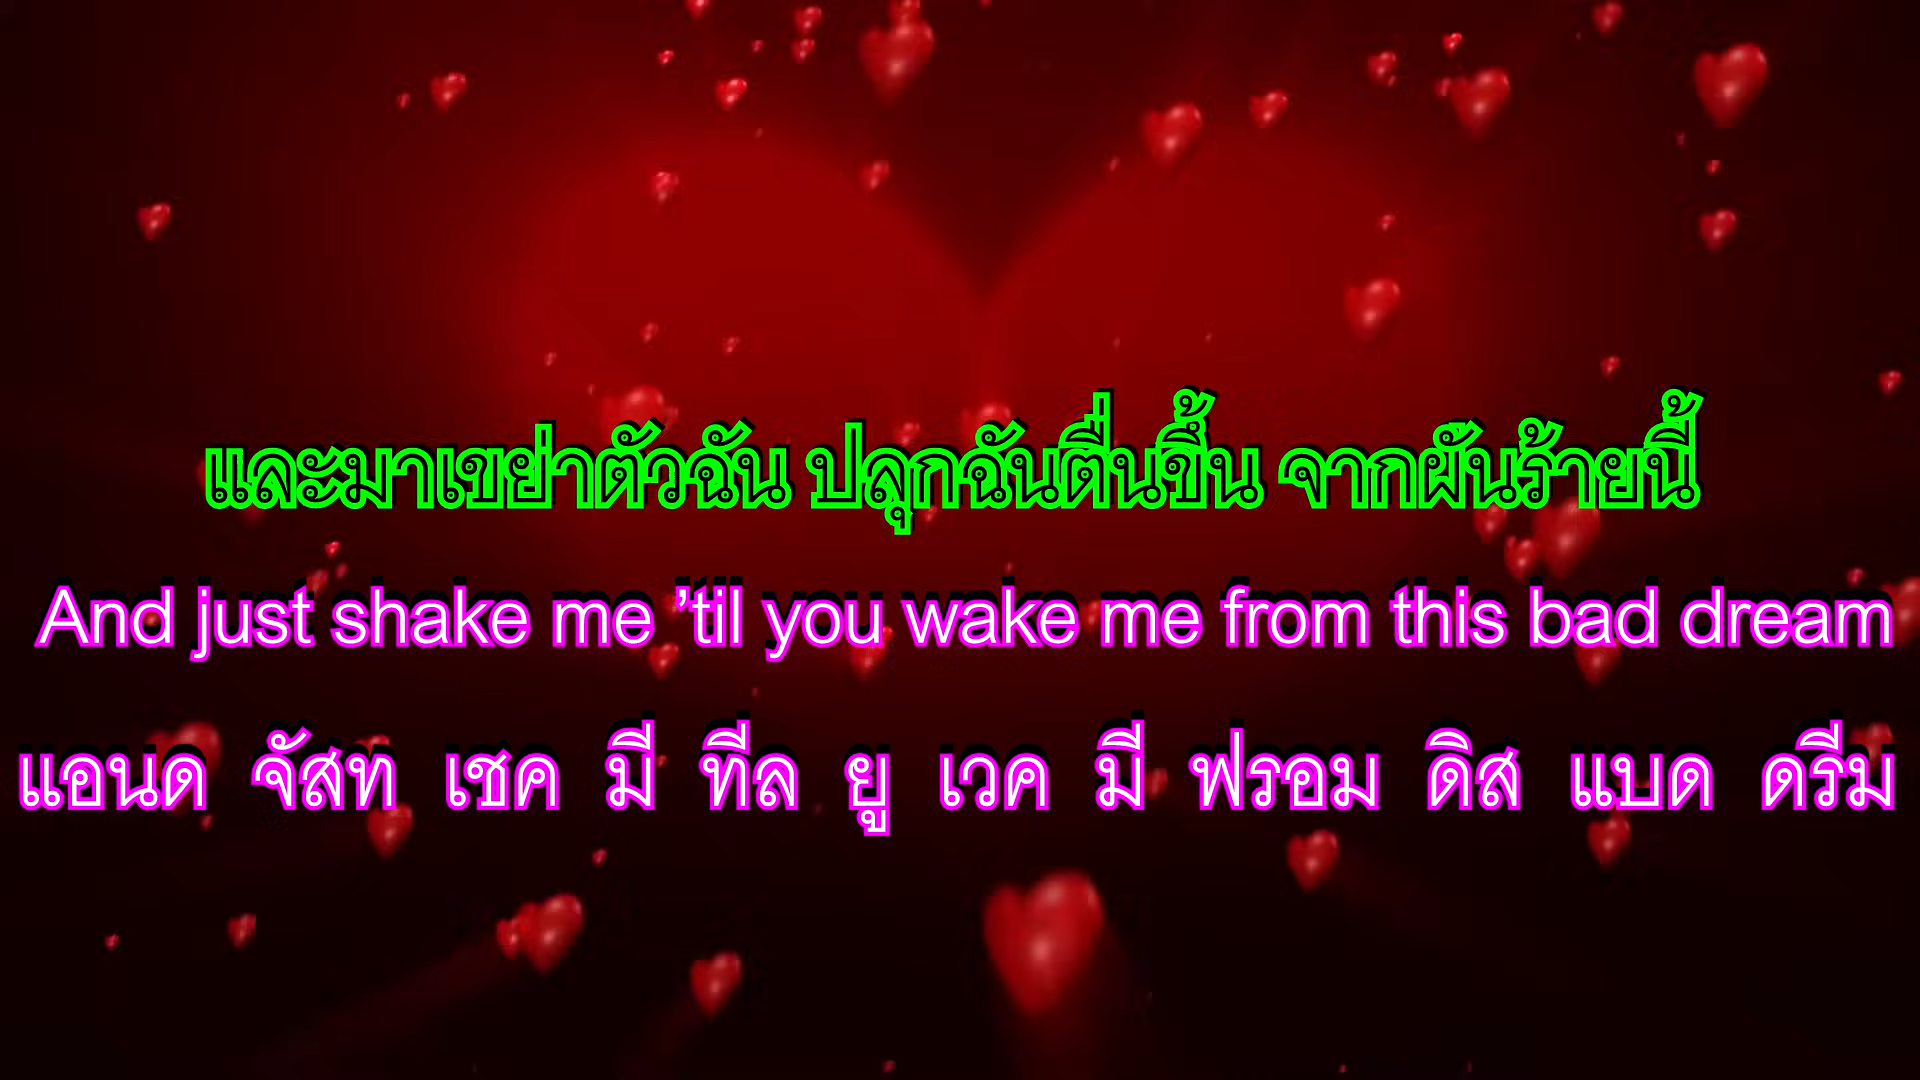 และมาเขย่าตัวฉัน ปลุกฉันตื่นขึ้น จากฝันร้ายนี้
And just shake me ’til you wake me from this bad dream
แอนด จัสท เชค มี ทีล ยู เวค มี ฟรอม ดิส แบด ดรีม